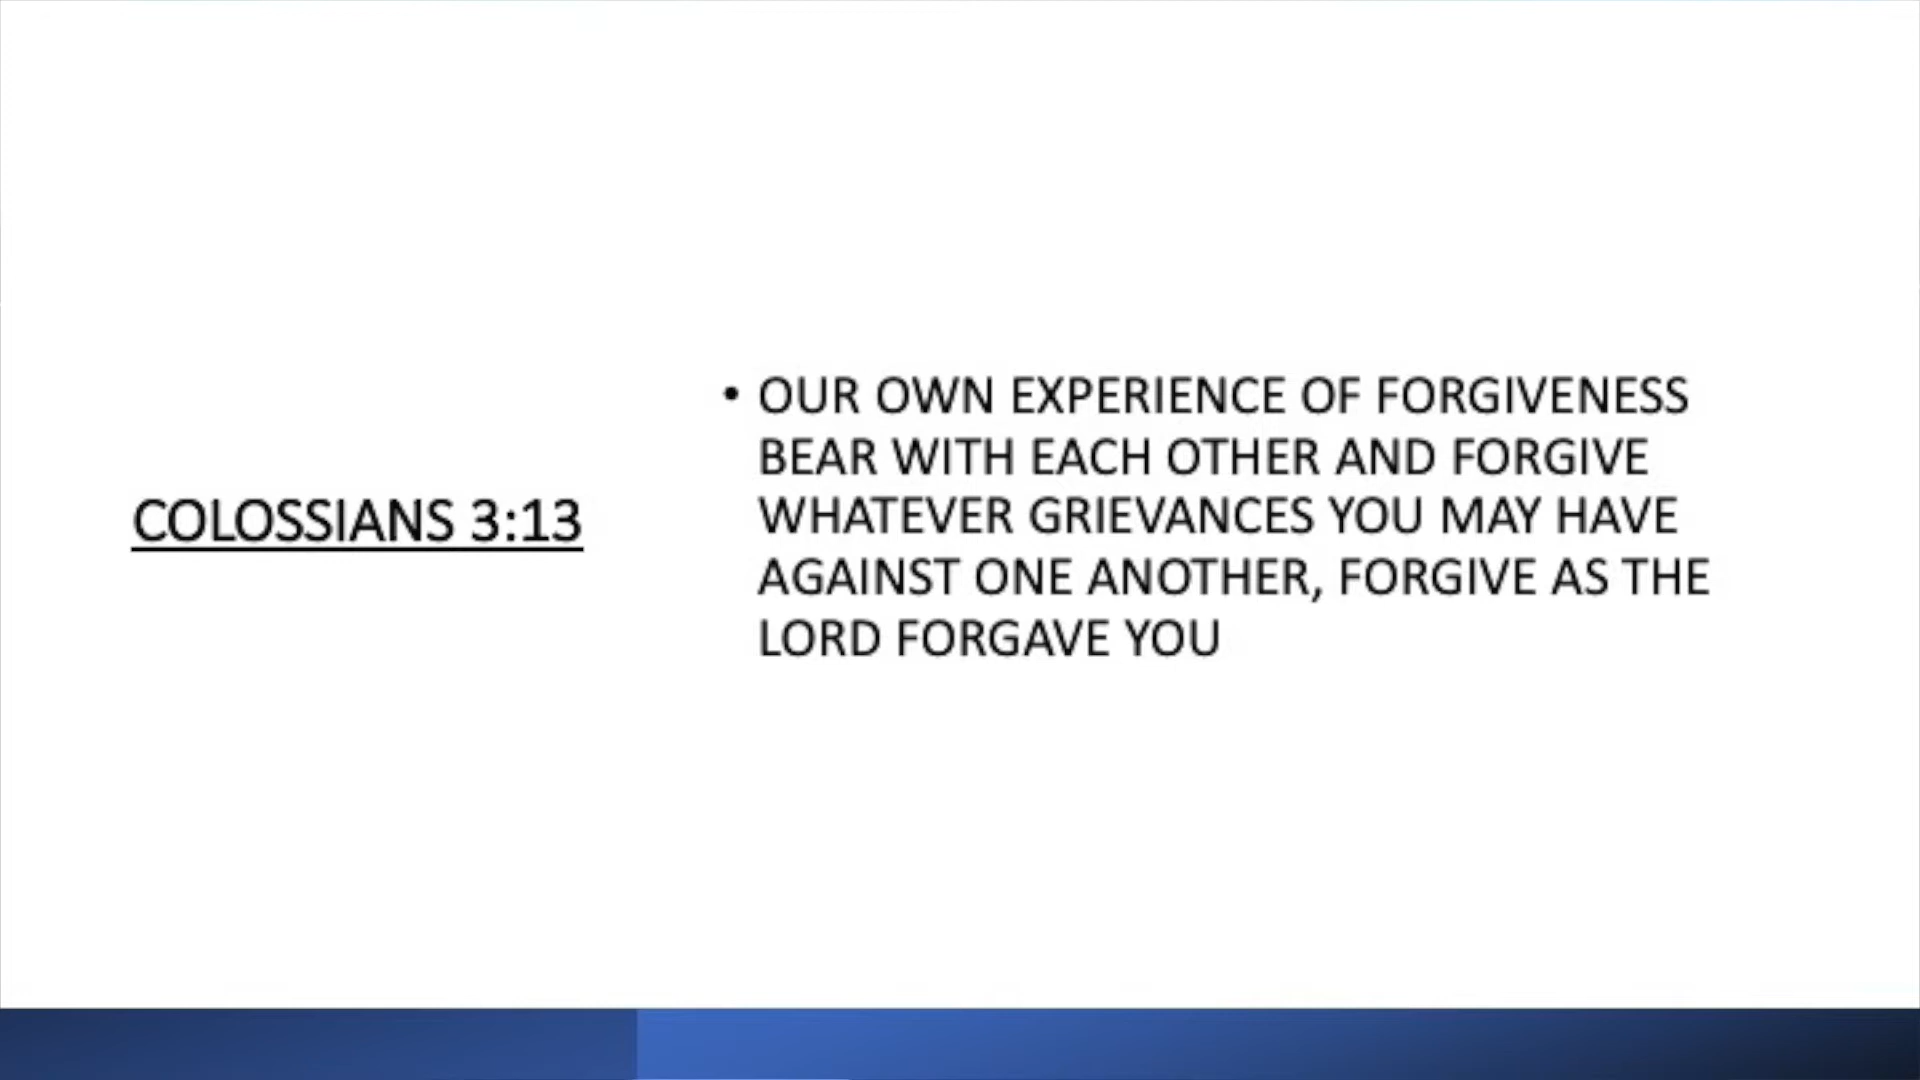 COLOSSIANS 3:13
• OUR OWN EXPERIENCE OF FORGIVENESS
BEAR WITH EACH OTHER AND FORGIVE
WHATEVER GRIEVANCES YOU MAY HAVE
AGAINST ONE ANOTHER, FORGIVE AS THE
LORD FORGAVE YOU